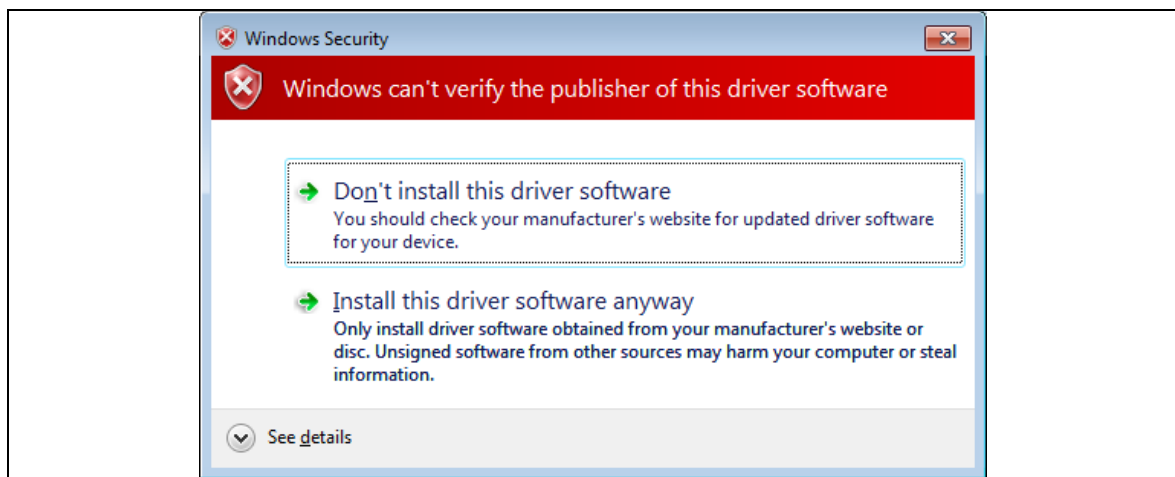 Windows Security
Windows can't verify the publisher of this driver software
Don't install this driver software
You should check your manufacturer's website for updated driver software
for your device.
Install this driver software anyway
Only install driver software obtained from your manufacturer's website or
disc. Unsigned software from other sources may harm your computer or steal
information.
See details